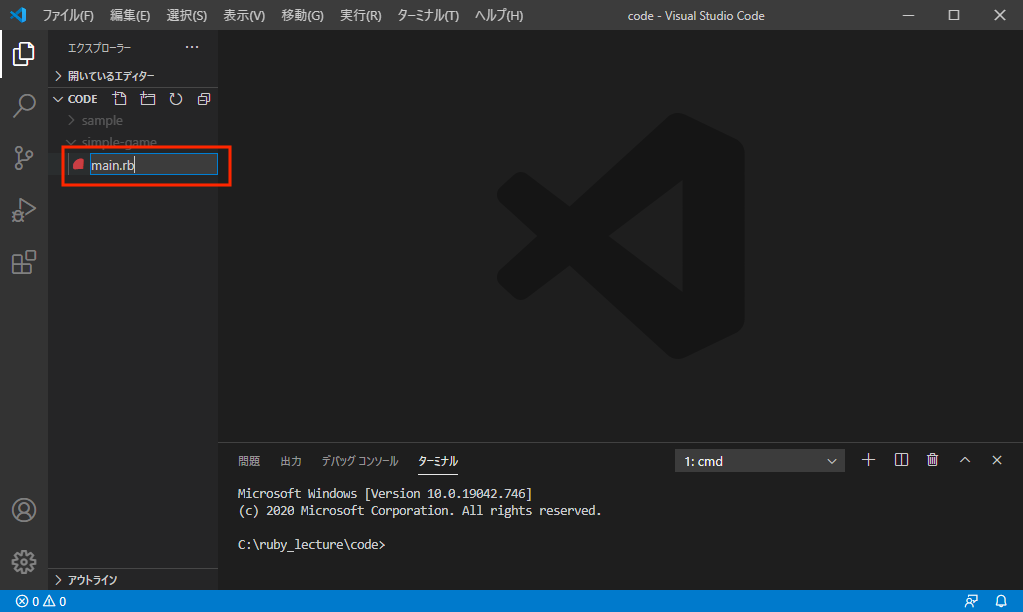 ファイル(F) 編集(E) 選択(S) 表示(V) 移動(G) 実行(R) ターミナル(T) ヘルプ(H) code - Visual Studio Code
エクスプローラー ...
開いているエディター
CODE
sample
simple-game
main.rb
問題 出力 デバッグ コンソール ターミナル 1: cmd
Microsoft Windows [Version 10.0.19042.746]
(c) 2020 Microsoft Corporation. All rights reserved.
C:\ruby_lecture\code>
アウトライン
0 0